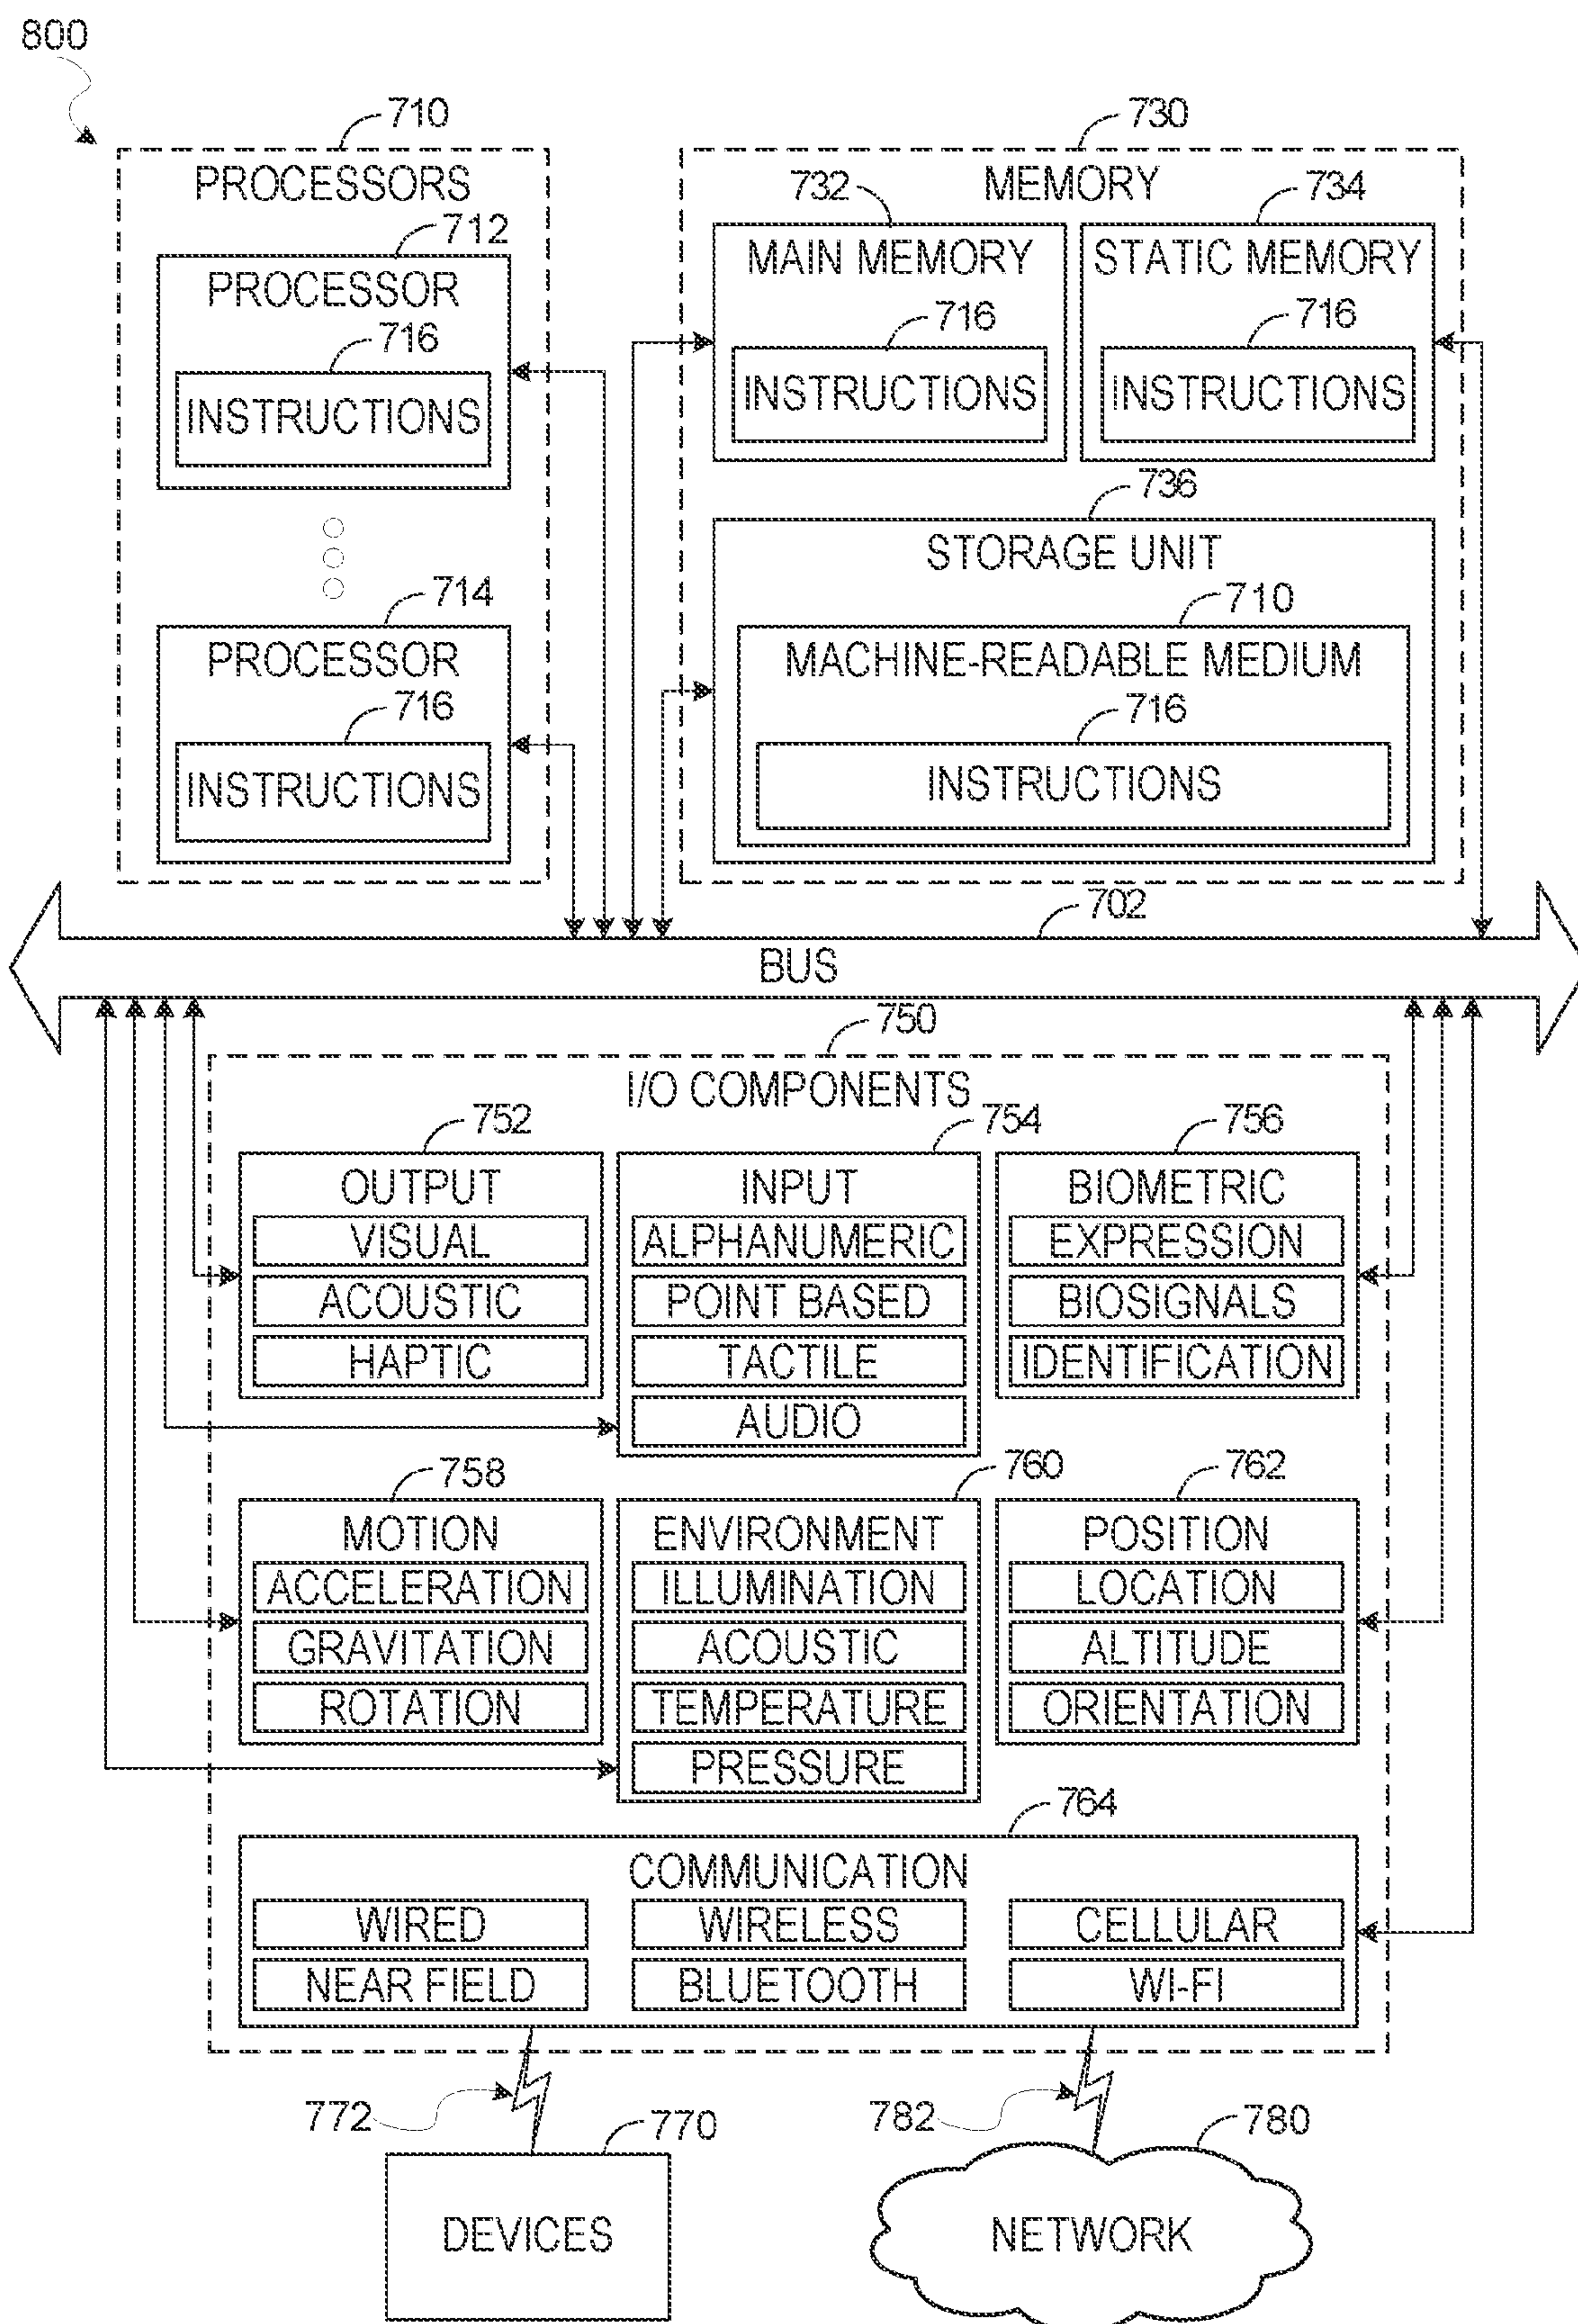 800
710
PROCESSORS
712
PROCESSOR
716
INSTRUCTIONS
714
PROCESSOR
716
INSTRUCTIONS
730
MEMORY
732
MAIN MEMORY
716
INSTRUCTIONS
734
STATIC MEMORY
716
INSTRUCTIONS
736
STORAGE UNIT
710
MACHINE-READABLE MEDIUM
716
INSTRUCTIONS
702
BUS
750
I/O COMPONENTS
752
OUTPUT
VISUAL
ACOUSTIC
HAPTIC
754
INPUT
ALPHANUMERIC
POINT BASED
TACTILE
AUDIO
756
BIOMETRIC
EXPRESSION
BIOSIGNALS
IDENTIFICATION
758
MOTION
ACCELERATION
GRAVITATION
ROTATION
760
ENVIRONMENT
ILLUMINATION
ACOUSTIC
TEMPERATURE
PRESSURE
762
POSITION
LOCATION
ALTITUDE
ORIENTATION
764
COMMUNICATION
WIRED
WIRELESS
CELLULAR
NEAR FIELD
BLUETOOTH
WI-FI
772
770
DEVICES
782
780
NETWORK